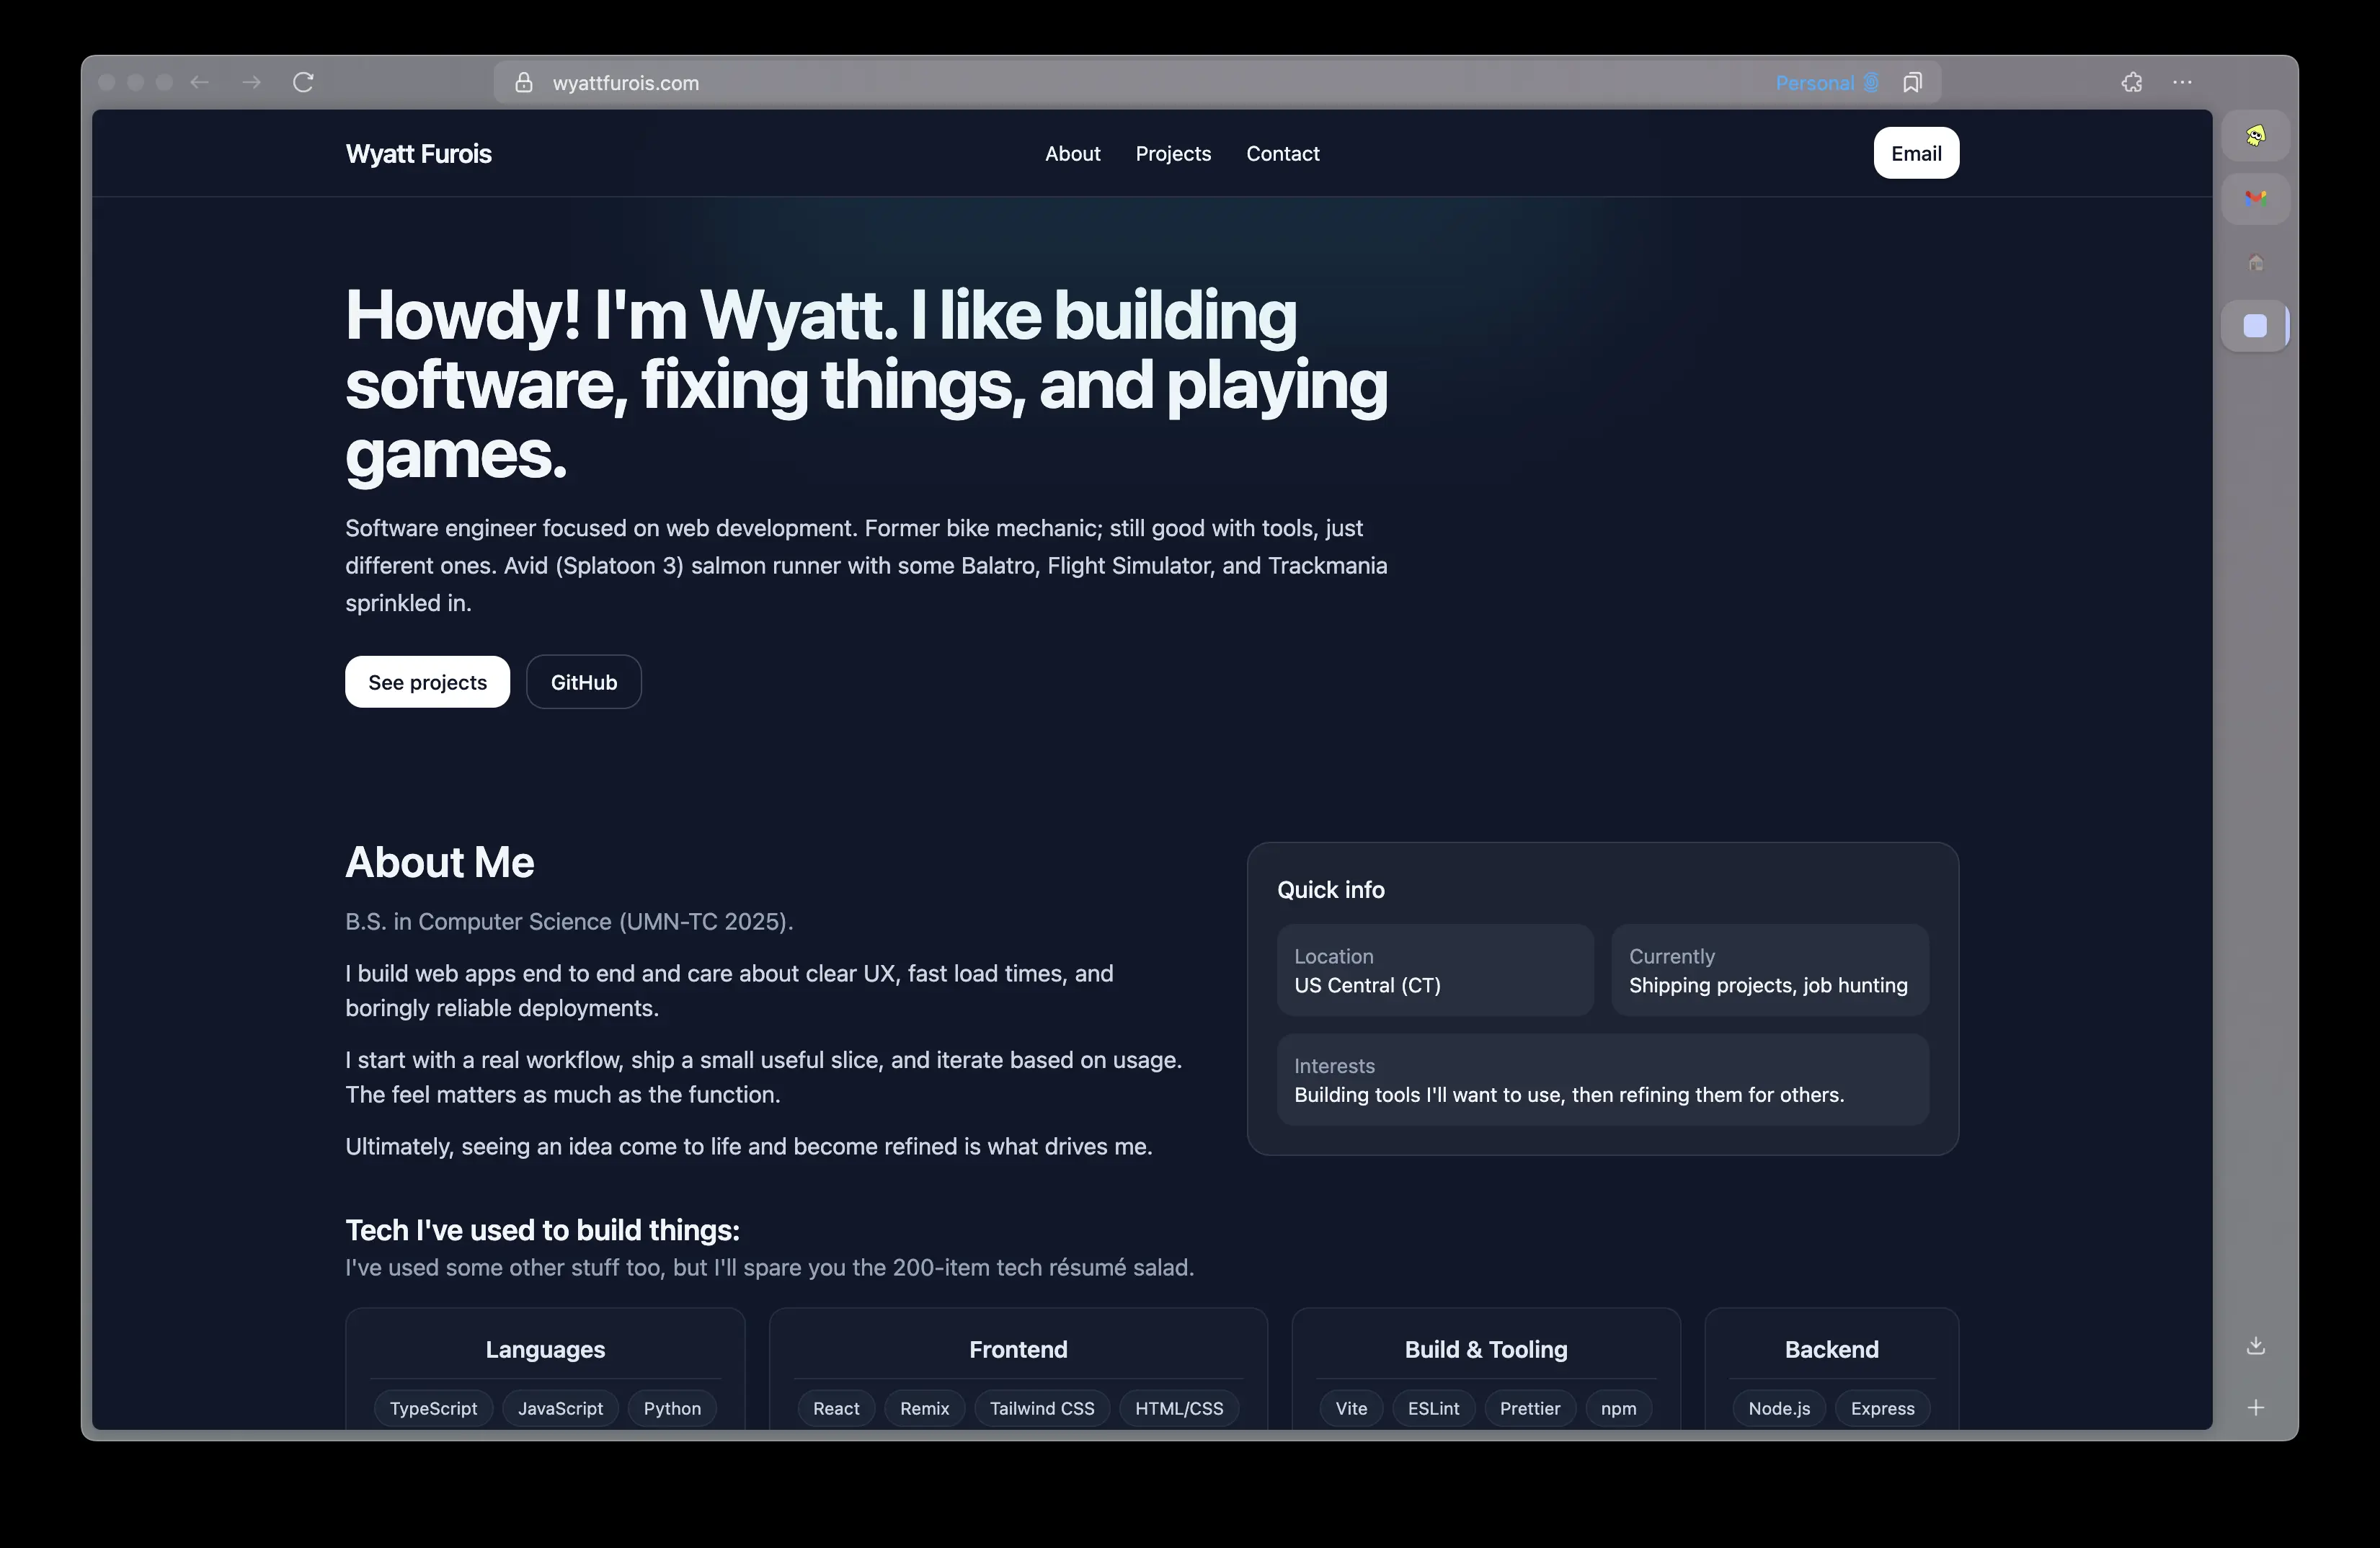 wyattfurois.com
Personal
Wyatt Furois
About
Projects
Contact
Email
Howdy! I'm Wyatt. I like building
software, fixing things, and playing
games.
Software engineer focused on web development. Former bike mechanic; still good with tools, just
different ones. Avid (Splatoon 3) salmon runner with some Balatro, Flight Simulator, and Trackmania
sprinkled in.
See projects
GitHub
About Me
B.S. in Computer Science (UMN-TC 2025).
I build web apps end to end and care about clear UX, fast load times, and
boringly reliable deployments.
I start with a real workflow, ship a small useful slice, and iterate based on usage.
The feel matters as much as the function.
Ultimately, seeing an idea come to life and become refined is what drives me.
Quick info
Location
US Central (CT)
Currently
Shipping projects, job hunting
Interests
Building tools I'll want to use, then refining them for others.
Tech I've used to build things:
I've used some other stuff too, but I'll spare you the 200-item tech résumé salad.
Languages
TypeScript
JavaScript
Python
Frontend
React
Remix
Tailwind CSS
HTML/CSS
Build & Tooling
Vite
ESLint
Prettier
npm
Backend
Node.js
Express